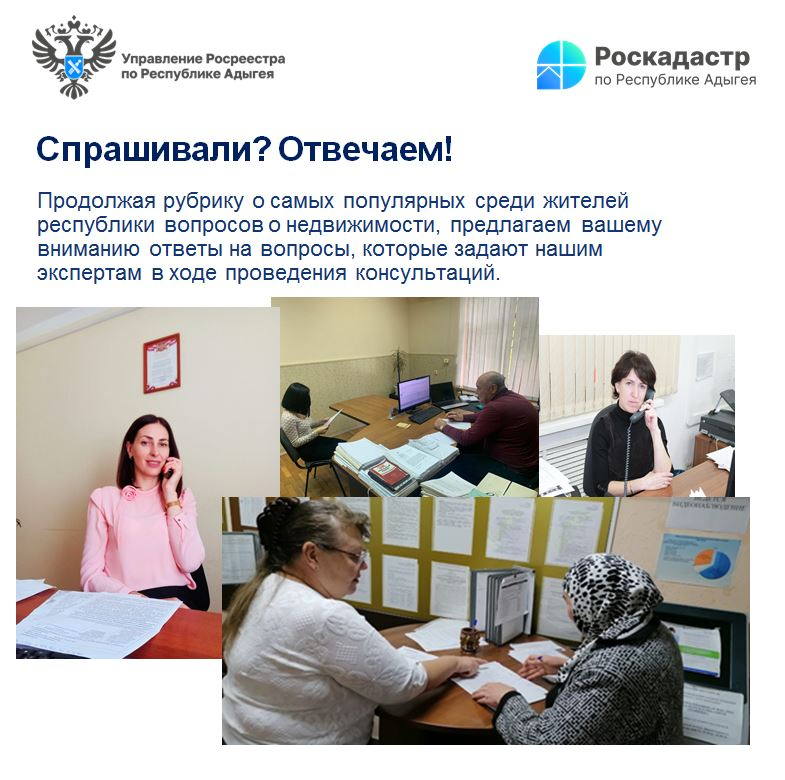 Управление Росреестра
по Республике Адыгея
Роскадастр
по Республике Адыгея
Спрашивали? Отвечаем!
Продолжая рубрику о самых популярных среди жителей
республики вопросов о недвижимости, предлагаем вашему
вниманию ответы на вопросы, которые задают нашим
экспертам в ходе проведения консультаций.
ВИДЕОНАБЛЮДЕНИЕ